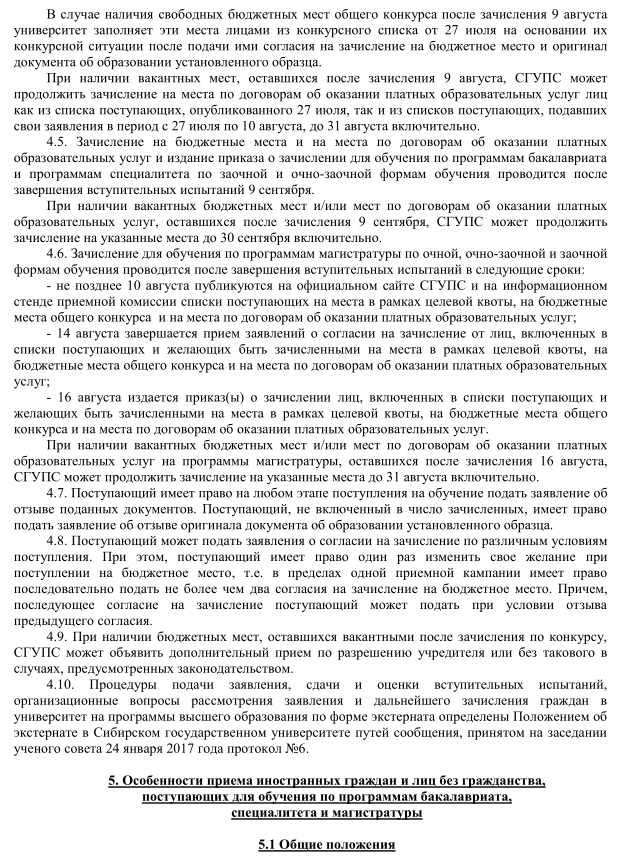 В случае наличия свободных бюджетных мест общего конкурса после зачисления 9 августа
университет заполняет эти места лицами из конкурсного списка от 27 июля на основании их
конкурсной ситуации после подачи ими согласия на зачисление на бюджетное место и оригинал
документа об образовании установленного образца.
При наличии вакантных мест, оставшихся после зачисления 9 августа, СГУПС может
продолжить зачисление на места по договорам об оказании платных образовательных услуг лиц
как из списка поступающих, опубликованного 27 июля, так и из списков поступающих, подавших
свои заявления в период с 27 июля по 10 августа, до 31 августа включительно.
4.5. Зачисление на бюджетные места и на места по договорам об оказании платных
образовательных услуг и издание приказа о зачислении для обучения по программам бакалавриата
и программам специалитета по заочной и очно-заочной формам обучения проводится после
завершения вступительных испытаний 9 сентября.
При наличии вакантных бюджетных мест и/или мест по договорам об оказании платных
образовательных услуг, оставшихся после зачисления 9 сентября, СГУПС может продолжить
зачисление на указанные места до 30 сентября включительно.
4.6. Зачисление для обучения по программам магистратуры по очной, очно-заочной и заочной
формам обучения проводится после завершения вступительных испытаний в следующие сроки:
- не позднее 10 августа публикуются на официальном сайте СГУПС и на информационном
стенде приемной комиссии списки поступающих на места в рамках целевой квоты, на бюджетные
места общего конкурса и на места по договорам об оказании платных образовательных услуг;
- 14 августа завершается прием заявлений о согласии на зачисление от лиц, включенных в
списки поступающих и желающих быть зачисленными на места в рамках целевой квоты, на
бюджетные места общего конкурса и на места по договорам об оказании платных образовательных
услуг;
- 16 августа издается приказ(ы) о зачислении лиц, включенных в списки поступающих и
желающих быть зачисленными на места в рамках целевой квоты, на бюджетные места общего
конкурса и на места по договорам об оказании платных образовательных услуг.
При наличии вакантных бюджетных мест и/или мест по договорам об оказании платных
образовательных услуг на программы магистратуры, оставшихся после зачисления 16 августа,
СГУПС может продолжить зачисление на указанные места до 31 августа включительно.
4.7. Поступающий имеет право на любом этапе поступления на обучение подать заявление об
отзыве поданных документов. Поступающий, не включенный в число зачисленных, имеет право
подать заявление об отзыве оригинала документа об образовании установленного образца.
4.8. Поступающий может подать заявления о согласии на зачисление по различным условиям
поступления. При этом, поступающий имеет право один раз изменить свое желание при
поступлении на бюджетное место, т.е. в пределах одной приемной кампании имеет право
последовательно подать не более чем два согласия на зачисление на бюджетное место. Причем,
последующее согласие на зачисление поступающий может подать при условии отзыва
предыдущего согласия.
4.9. При наличии бюджетных мест, оставшихся вакантными после зачисления по конкурсу,
СГУПС может объявить дополнительный прием по разрешению учредителя или без такового в
случаях, предусмотренных законодательством.
4.10. Процедуры подачи заявления, сдачи и оценки вступительных испытаний,
организационные вопросы рассмотрения заявления и дальнейшего зачисления граждан в
университет на программы высшего образования по форме экстерната определены Положением об
экстернате в Сибирском государственном университете путей сообщения, принятом на заседании
ученого совета 24 января 2017 года протокол №6.
5. Особенности приема иностранных граждан и лиц без гражданства,
поступающих для обучения по программам бакалавриата,
специалитета и магистратуры
5.1 Общие положения